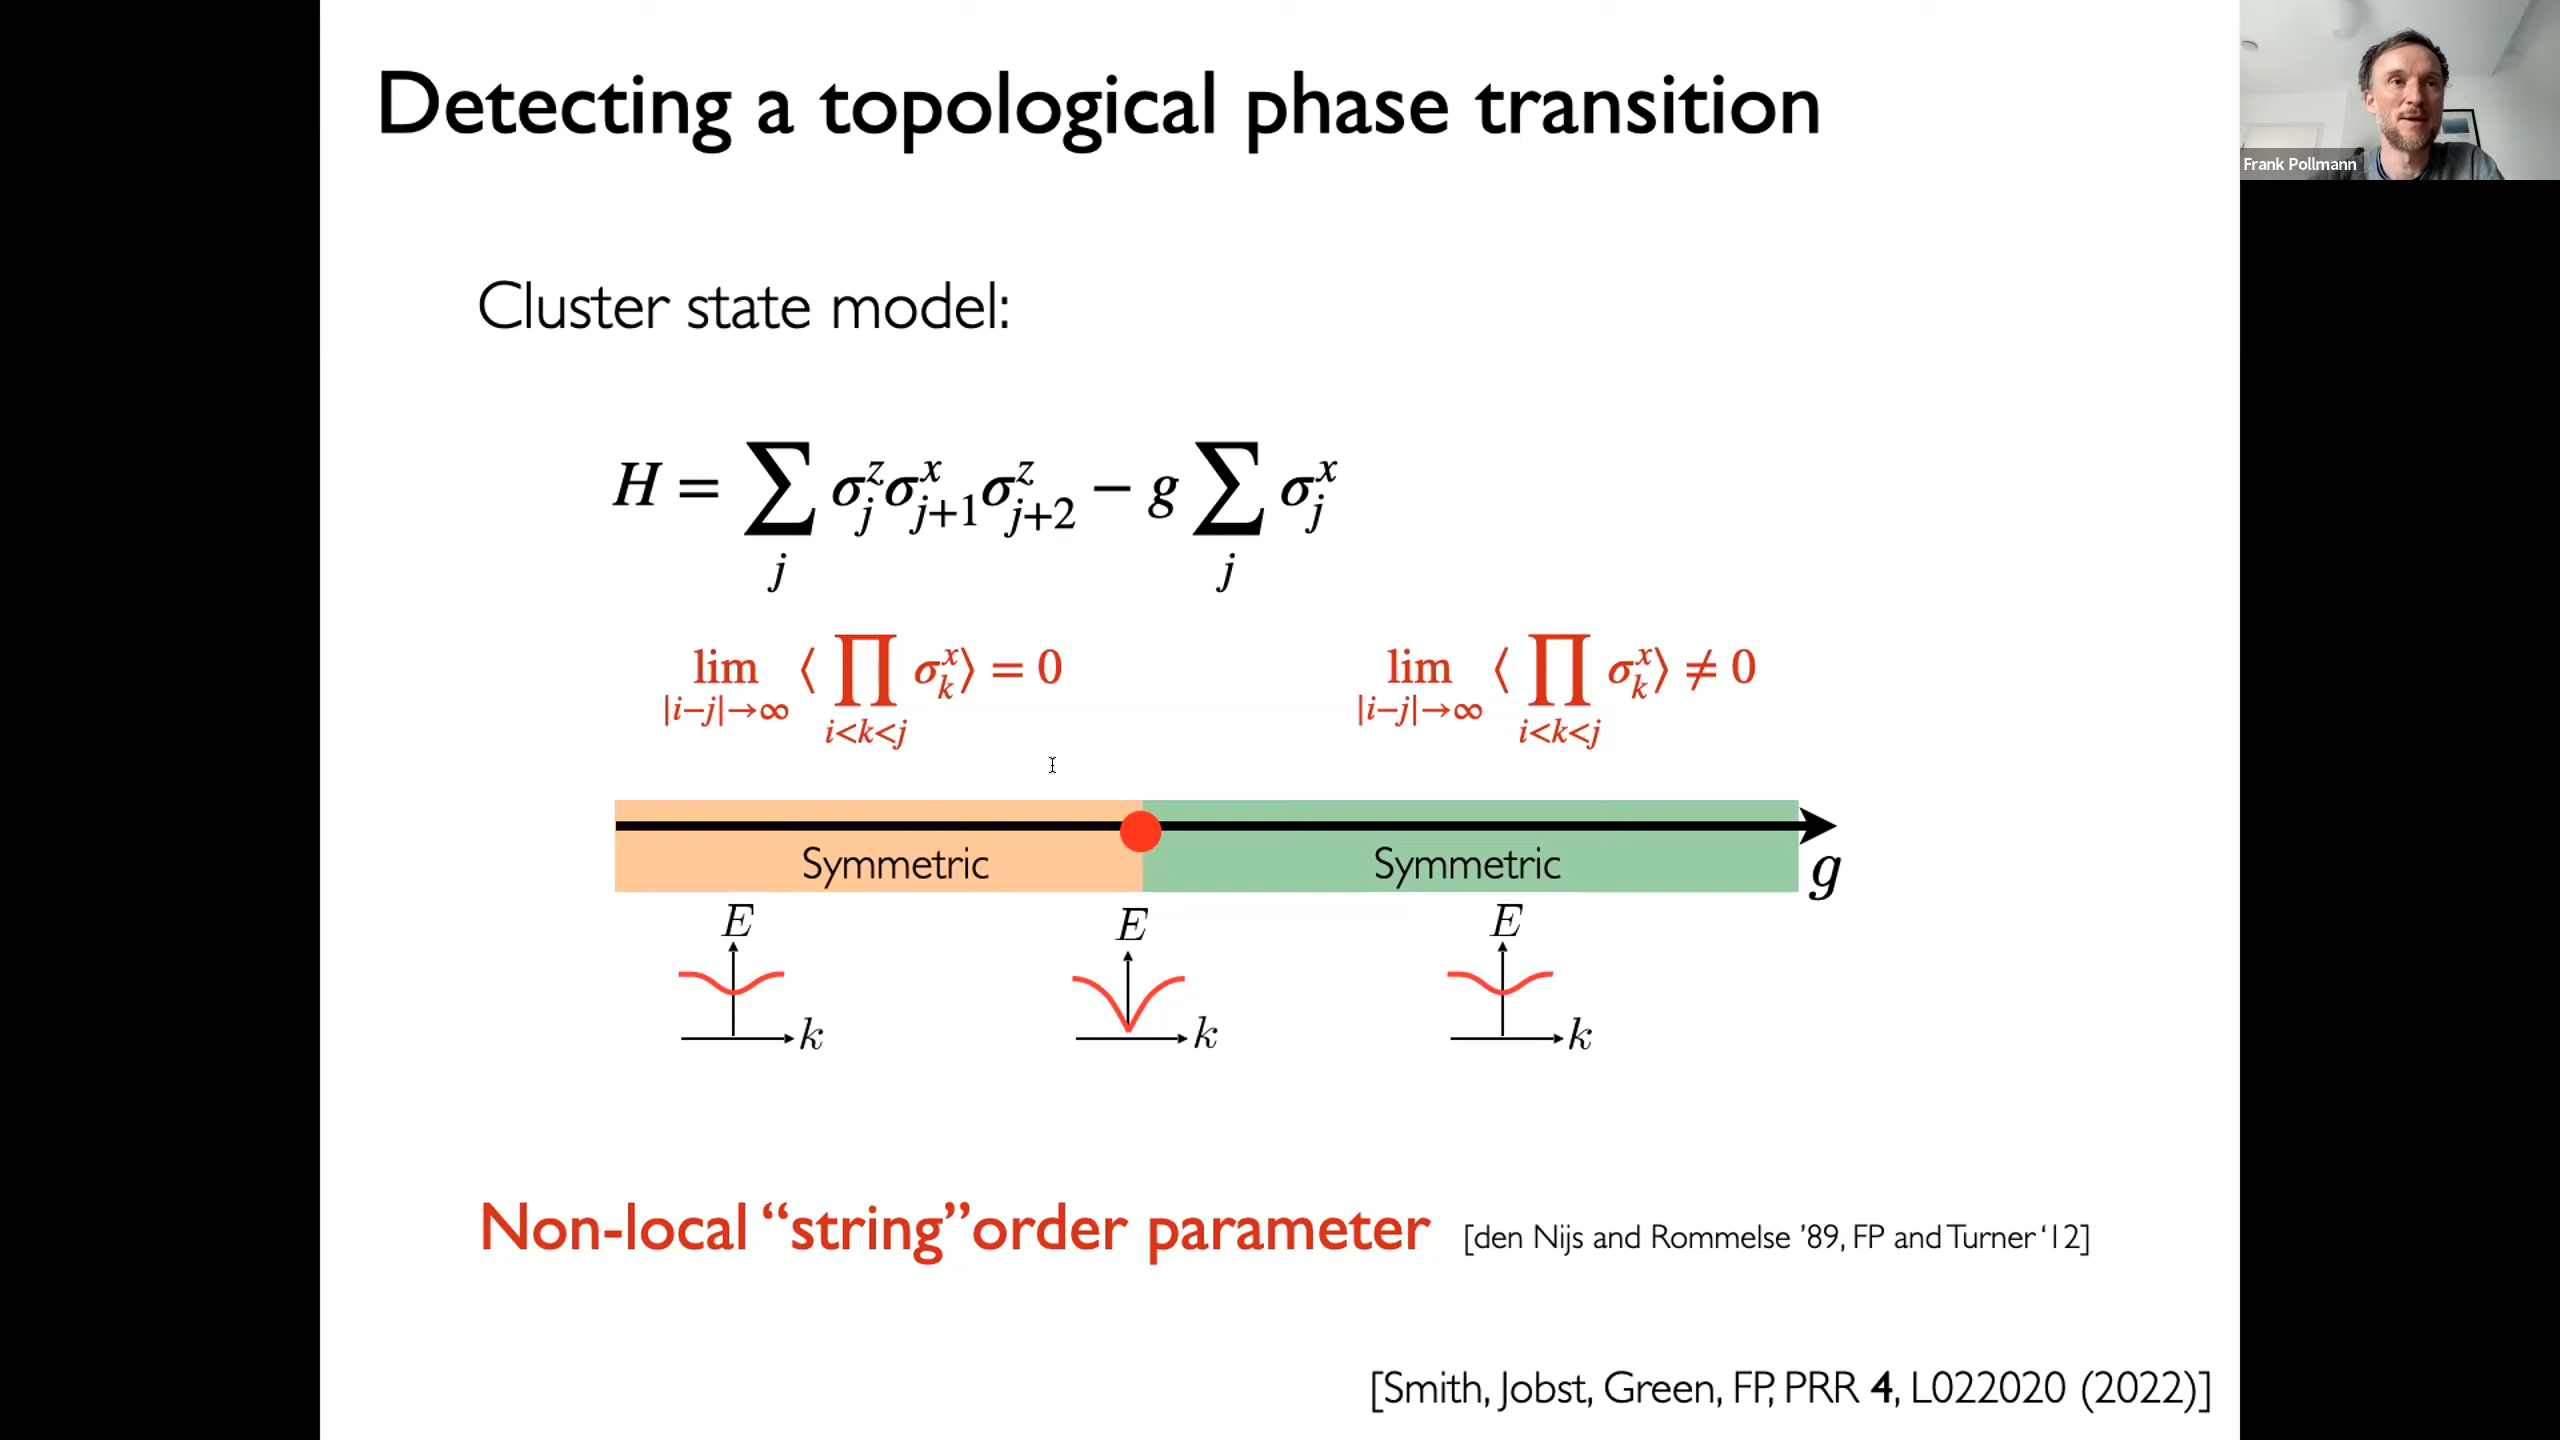 Detecting a topological phase transition
Frank Pollmann
Cluster state model:
H = ∑_j σ^z_j σ^x_{j+1} σ^z_{j+2} − g ∑_j σ^x_j
lim_{|i−j|→∞} ⟨ ∏_{i<k<j} σ^x_k ⟩ = 0
lim_{|i−j|→∞} ⟨ ∏_{i<k<j} σ^x_k ⟩ ≠ 0
Symmetric
Symmetric
g
E
E
E
k
k
k
Non-local “string”order parameter [den Nijs and Rommelse ’89, FP and Turner ‘12]
[Smith, Jobst, Green, FP, PRR 4, L022020 (2022)]